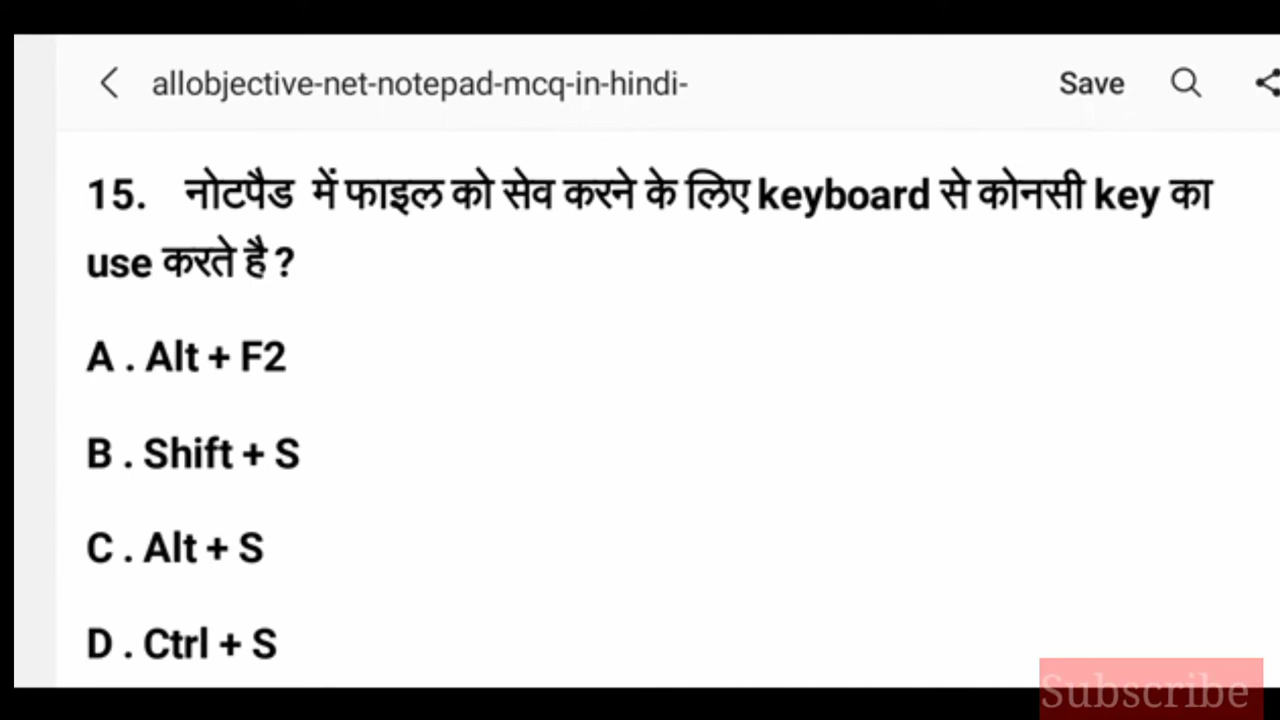 allobjective-net-notepad-mcq-in-hindi- Save
15. नोटपैड में फाइल को सेव करने के लिए keyboard से कोनसी key का
use करते है ?
A . Alt + F2
B . Shift + S
C . Alt + S
D . Ctrl + S
Subscribe